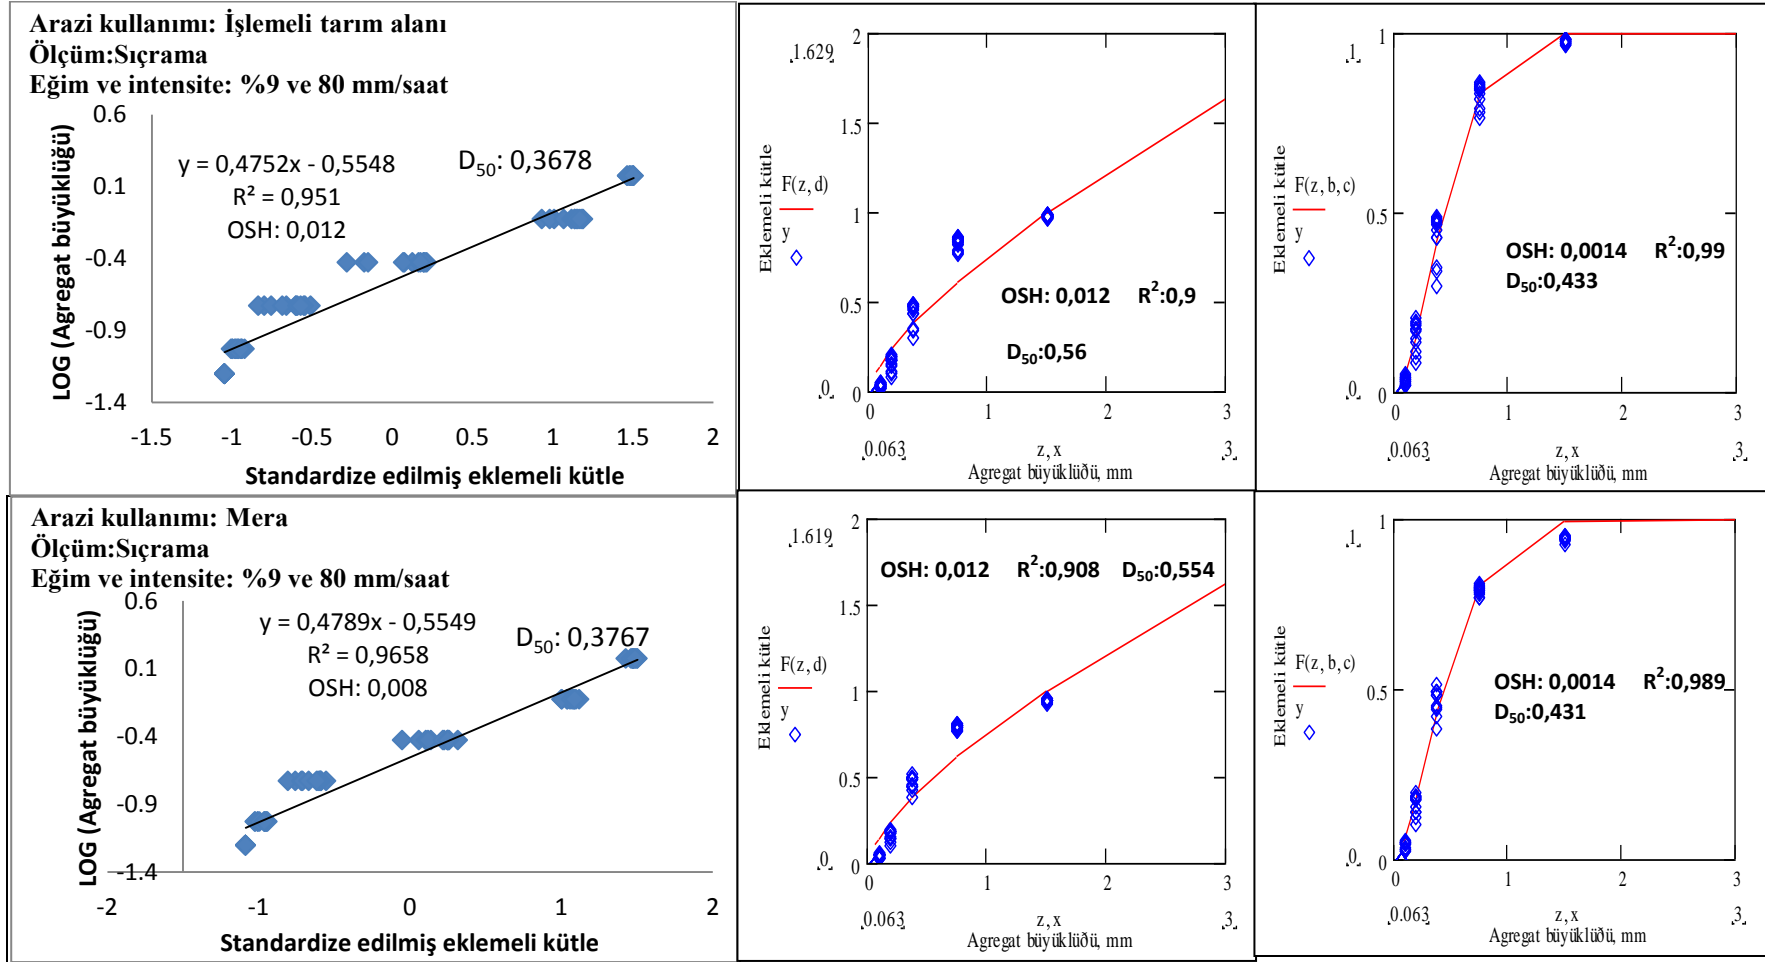 Arazi kullanımı: İşlemeli tarım alanı
Ölçüm:Sıçrama
Eğim ve intensite: %9 ve 80 mm/saat
LOG (Agregat büyüklüğü)
0.6
0.1
-0.4
-0.9
-1.4
y = 0,4752x - 0,5548
R² = 0,951
OSH: 0,012
D₅₀: 0,3678
-1.5 -1 -0.5 0 0.5 1 1.5 2
Standardize edilmiş eklemeli kütle
1.629
Eklemeli kütle
F(z,d)
y
0
2
1.5
1
0.5
0
OSH: 0,012 R²:0,9
D₅₀:0,56
0 1 2 3
0.063 z,x 3
Agregat büyüklüðü, mm
1
Eklemeli kütle
F(z,b,c)
y
0
1
0.5
0
OSH: 0,0014 R²:0,99
D₅₀:0,433
0 1 2 3
0.063 z,x 3
Agregat büyüklüðü, mm
Arazi kullanımı: Mera
Ölçüm:Sıçrama
Eğim ve intensite: %9 ve 80 mm/saat
LOG (Agregat büyüklüğü)
0.6
0.1
-0.4
-0.9
-1.4
y = 0,4789x - 0,5549
R² = 0,9658
OSH: 0,008
D₅₀: 0,3767
-2 -1 0 1 2
Standardize edilmiş eklemeli kütle
1.619
Eklemeli kütle
F(z,d)
y
0
2
1.5
1
0.5
0
OSH: 0,012 R²:0,908 D₅₀:0,554
0 1 2 3
0.063 z,x 3
Agregat büyüklüðü, mm
1
Eklemeli kütle
F(z,b,c)
y
0
1
0.5
0
OSH: 0,0014 R²:0,989
D₅₀:0,431
0 1 2 3
0.063 z,x 3
Agregat büyüklüðü, mm